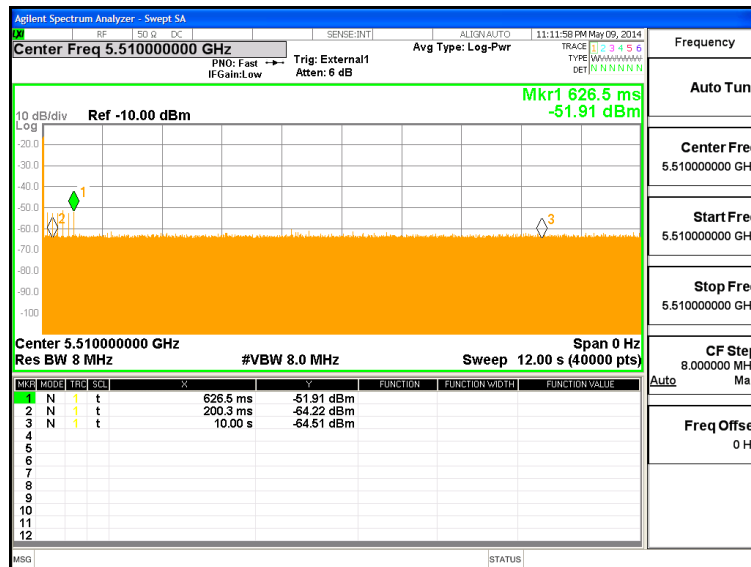 Agilent Spectrum Analyzer - Swept SA
LXI RF 50 Ω DC SENSE:INT ALIGN AUTO 11:11:58 PM May 09, 2014
Center Freq 5.510000000 GHz
PNO: Fast
IFGain:Low
Trig: External1
Atten: 6 dB
Avg Type: Log-Pwr
TRACE 1 2 3 4 5 6
TYPE WWWWWW
DET N N N N N N
Frequency
Mkr1 626.5 ms
-51.91 dBm
10 dB/div Ref -10.00 dBm
Log
-20.0
-30.0
-40.0
-50.0
-60.0
-70.0
-80.0
-90.0
-100
1
2
3
Center 5.510000000 GHz Span 0 Hz
Res BW 8 MHz #VBW 8.0 MHz Sweep 12.00 s (40000 pts)
MKR MODE TRC SCL X Y FUNCTION FUNCTION WIDTH FUNCTION VALUE
1 N 1 t 626.5 ms -51.91 dBm
2 N 1 t 200.3 ms -64.22 dBm
3 N 1 t 10.00 s -64.51 dBm
4
5
6
7
8
9
10
11
12
MSG STATUS
Auto Tun
Center Fre
5.510000000 GH
Start Fre
5.510000000 GH
Stop Fre
5.510000000 GH
CF Step
8.000000 MH
Auto Ma
Freq Offse
0 H